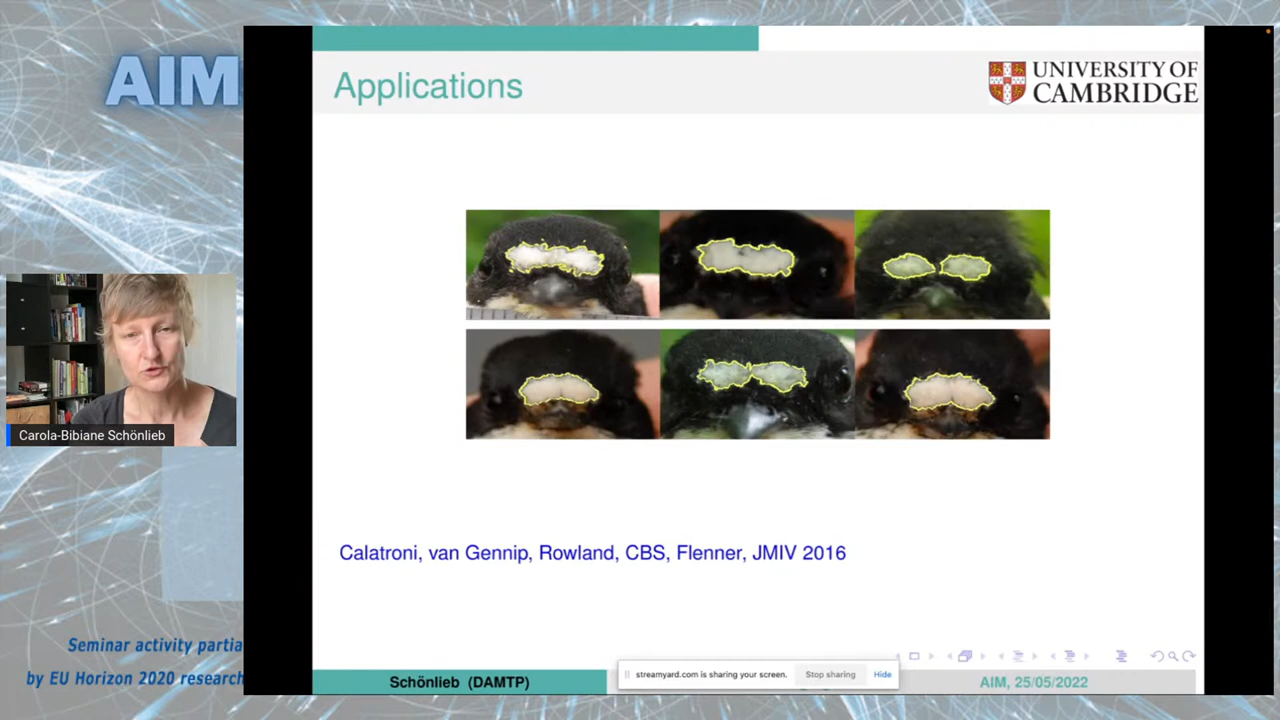 AIM
Applications
UNIVERSITY OF
CAMBRIDGE
Carola-Bibiane Schönlieb
Calatroni, van Gennip, Rowland, CBS, Flenner, JMIV 2016
Seminar activity partia
by EU Horizon 2020 research
streamyard.com is sharing your screen.
Stop sharing
Hide
Schönlieb (DAMTP)
AIM, 25/05/2022